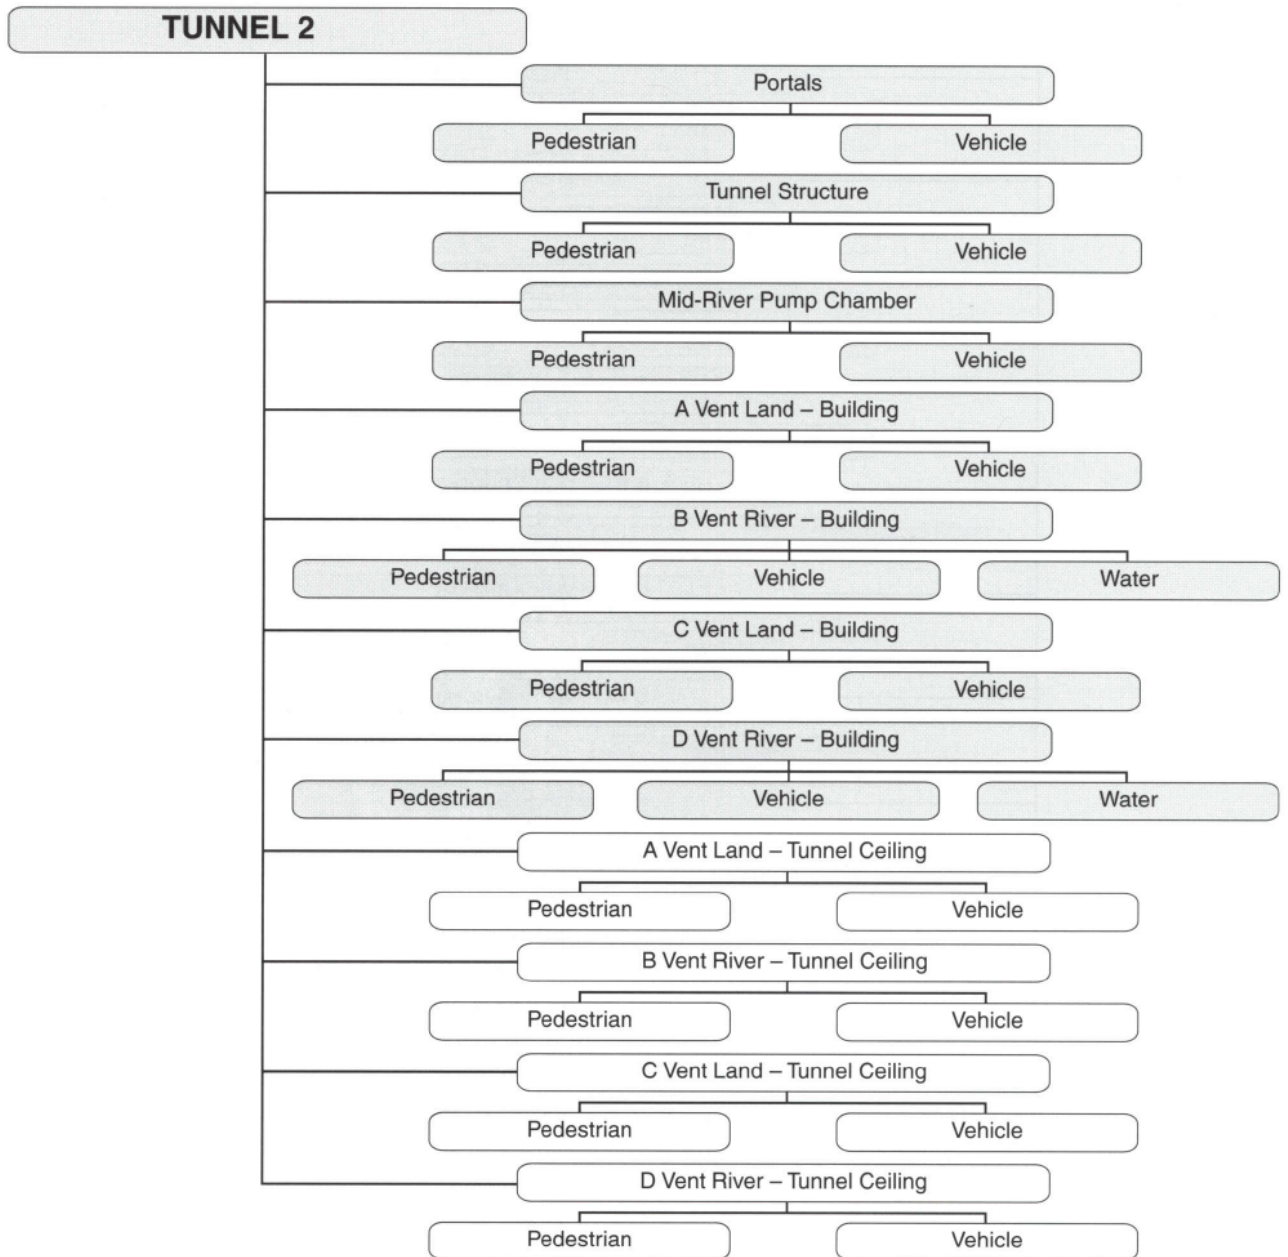 TUNNEL 2
Portals
Pedestrian Vehicle
Tunnel Structure
Pedestrian Vehicle
Mid-River Pump Chamber
Pedestrian Vehicle
A Vent Land – Building
Pedestrian Vehicle
B Vent River – Building
Pedestrian Vehicle Water
C Vent Land – Building
Pedestrian Vehicle
D Vent River – Building
Pedestrian Vehicle Water
A Vent Land – Tunnel Ceiling
Pedestrian Vehicle
B Vent River – Tunnel Ceiling
Pedestrian Vehicle
C Vent Land – Tunnel Ceiling
Pedestrian Vehicle
D Vent River – Tunnel Ceiling
Pedestrian Vehicle